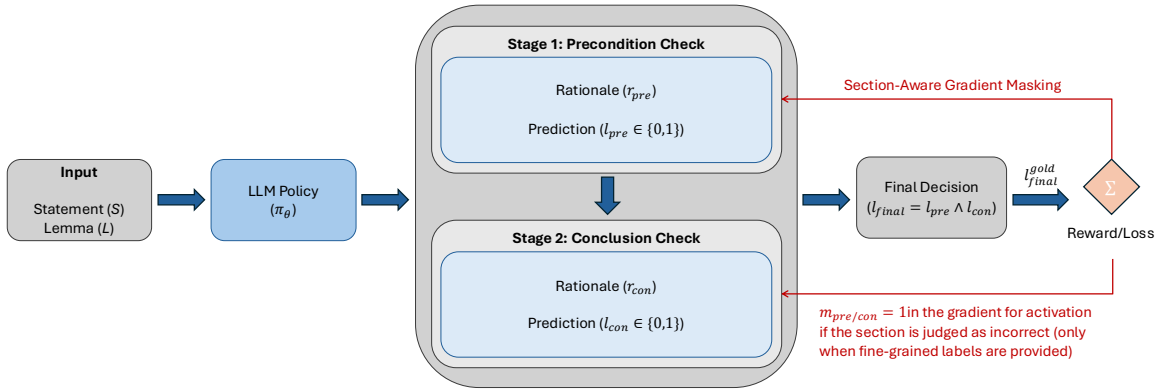 Input
Statement (S)
Lemma (L)
LLM Policy
(π_θ)
Stage 1: Precondition Check
Rationale (r_pre)
Prediction (l_pre ∈ {0,1})
Stage 2: Conclusion Check
Rationale (r_con)
Prediction (l_con ∈ {0,1})
Final Decision
(l_final = l_pre ∧ l_con)
l_final^gold
Σ
Reward/Loss
Section-Aware Gradient Masking
m_pre/con = 1 in the gradient for activation
if the section is judged as incorrect (only
when fine-grained labels are provided)